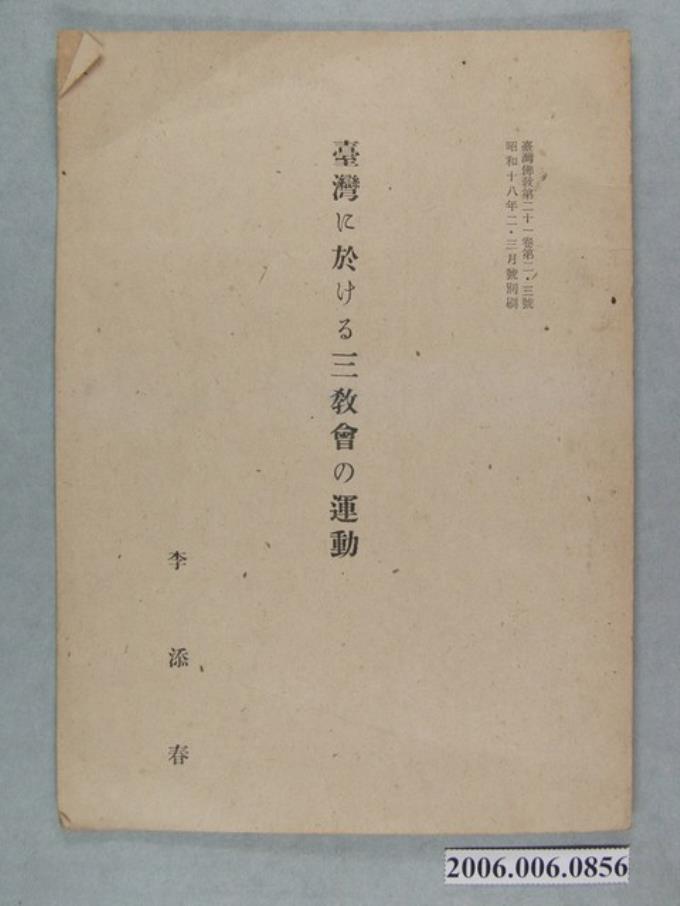 臺灣佛教第二十一卷第二・三號
昭和十八年二・三月號別刷
臺灣に於ける三教會の運動
李添春
2006.006.0856